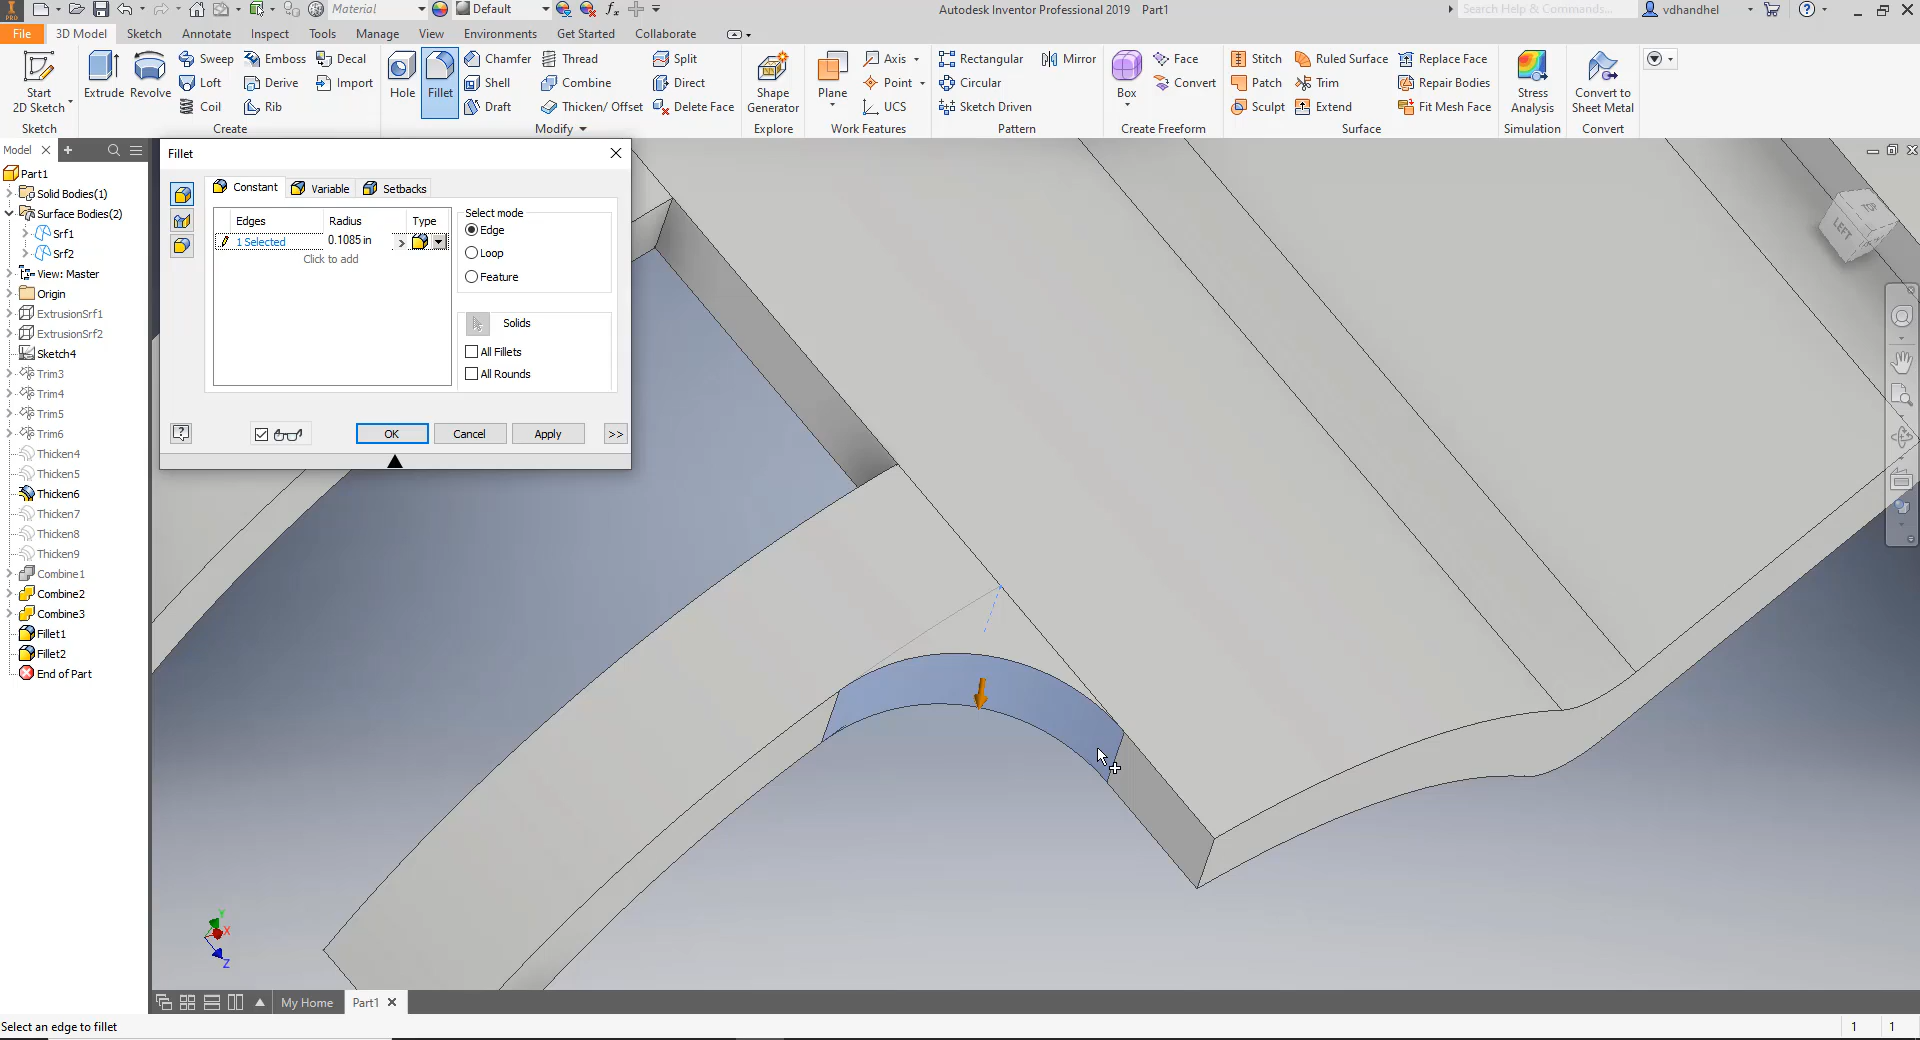 Material
Default
fx
Autodesk Inventor Professional 2019 Part1
Search Help & Commands...
vdhandhel
File 3D Model Sketch Annotate Inspect Tools Manage View Environments Get Started Collaborate
Start
2D Sketch
Extrude
Revolve
Sweep
Emboss
Decal
Loft
Derive
Import
Coil
Rib
Hole
Fillet
Chamfer
Thread
Split
Shell
Combine
Direct
Draft
Thicken/ Offset
Delete Face
Shape
Generator
Plane
Axis
Point
UCS
Rectangular
Mirror
Circular
Sketch Driven
Box
Face
Convert
Stitch
Ruled Surface
Replace Face
Patch
Trim
Repair Bodies
Sculpt
Extend
Fit Mesh Face
Stress
Analysis
Convert to
Sheet Metal
Sketch Create Modify Explore Work Features Pattern Create Freeform Surface Simulation Convert
Model
Part1
Solid Bodies(1)
Surface Bodies(2)
Srf1
Srf2
View: Master
Origin
ExtrusionSrf1
ExtrusionSrf2
Sketch4
Trim3
Trim4
Trim5
Trim6
Thicken4
Thicken5
Thicken6
Thicken7
Thicken8
Thicken9
Combine1
Combine2
Combine3
Fillet1
Fillet2
End of Part
Fillet
Constant Variable Setbacks
Edges Radius Type
1 Selected 0.1085 in >
Click to add
Select mode
Edge
Loop
Feature
Solids
All Fillets
All Rounds
OK Cancel Apply >>
LEFT
Y
X
Z
My Home Part1
Select an edge to fillet
1 1